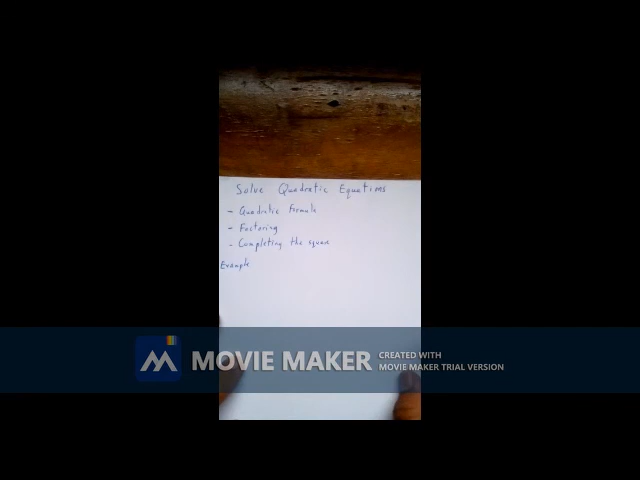 Solve Quadratic Equations
- Quadratic Formula
- Factoring
- Completing the square
Example
MOVIE MAKER
CREATED WITH
MOVIE MAKER TRIAL VERSION